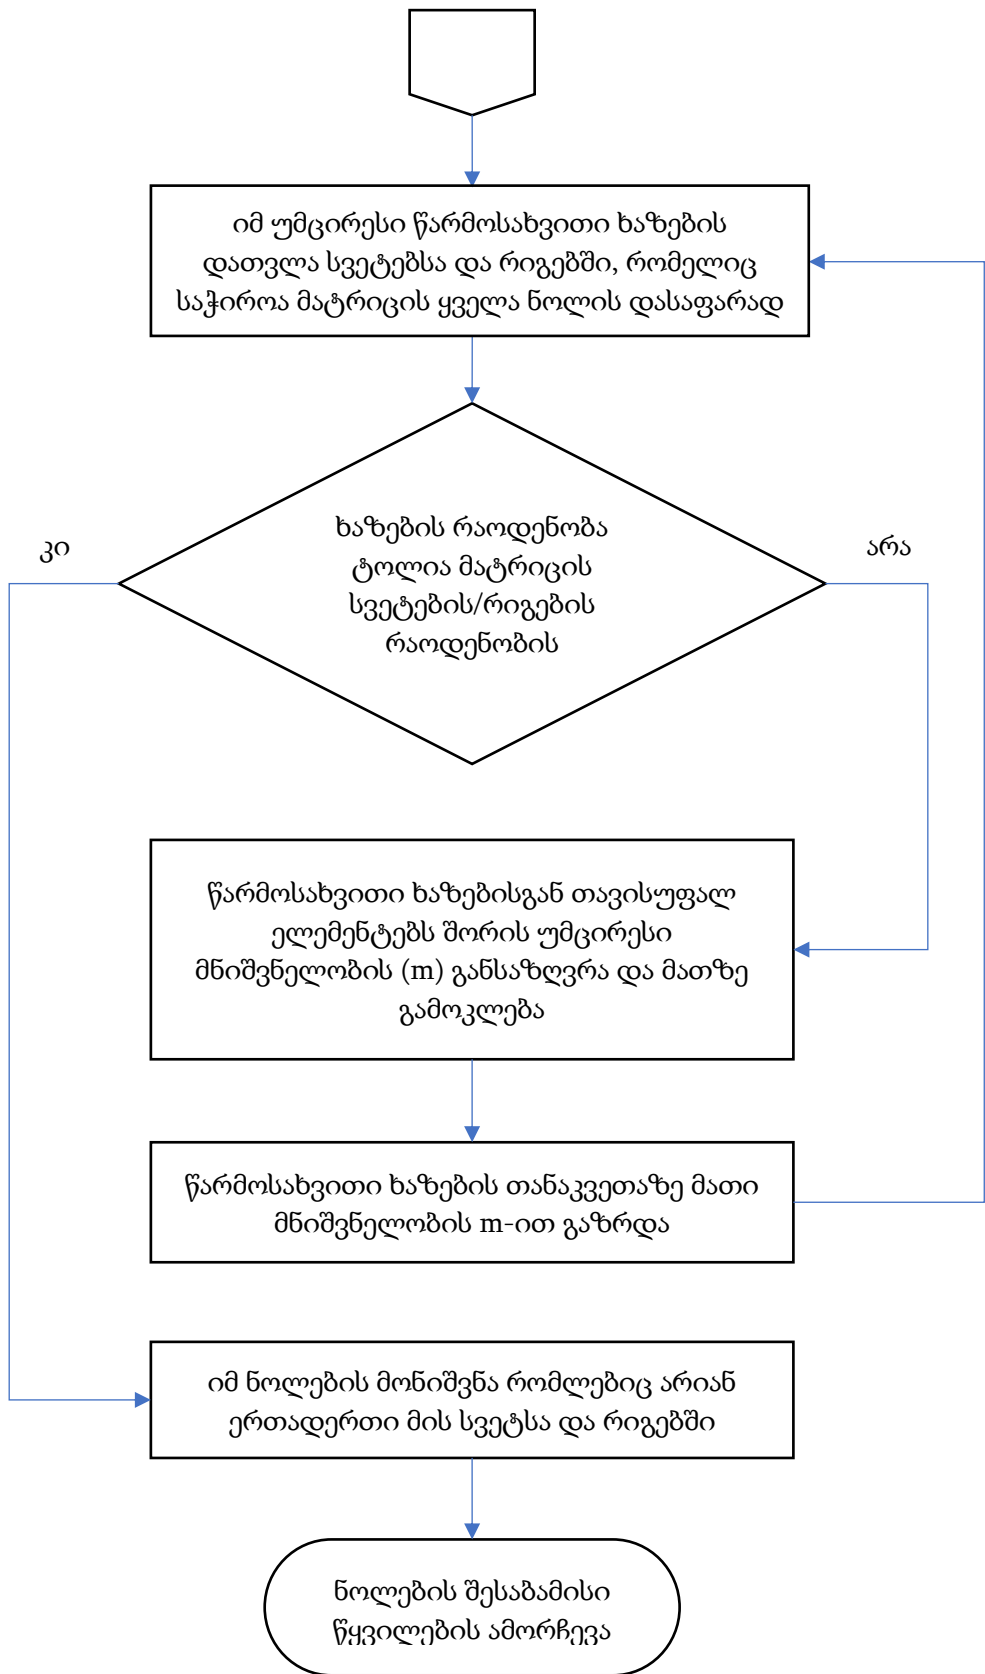 იმ უმცირესი წარმოსახვითი ხაზების
დათვლა სვეტებსა და რიგებში, რომელიც
საჭიროა მატრიცის ყველა ნოლის დასაფარად
ხაზების რაოდენობა
ტოლია მატრიცის
სვეტების/რიგების
რაოდენობის
კი
არა
წარმოსახვითი ხაზებისგან თავისუფალ
ელემენტებს შორის უმცირესი
მნიშვნელობის (m) განსაზღვრა და მათზე
გამოკლება
წარმოსახვითი ხაზების თანაკვეთაზე მათი
მნიშვნელობის m-ით გაზრდა
იმ ნოლების მონიშვნა რომლებიც არიან
ერთადერთი მის სვეტსა და რიგებში
ნოლების შესაბამისი
წყვილების ამორჩევა